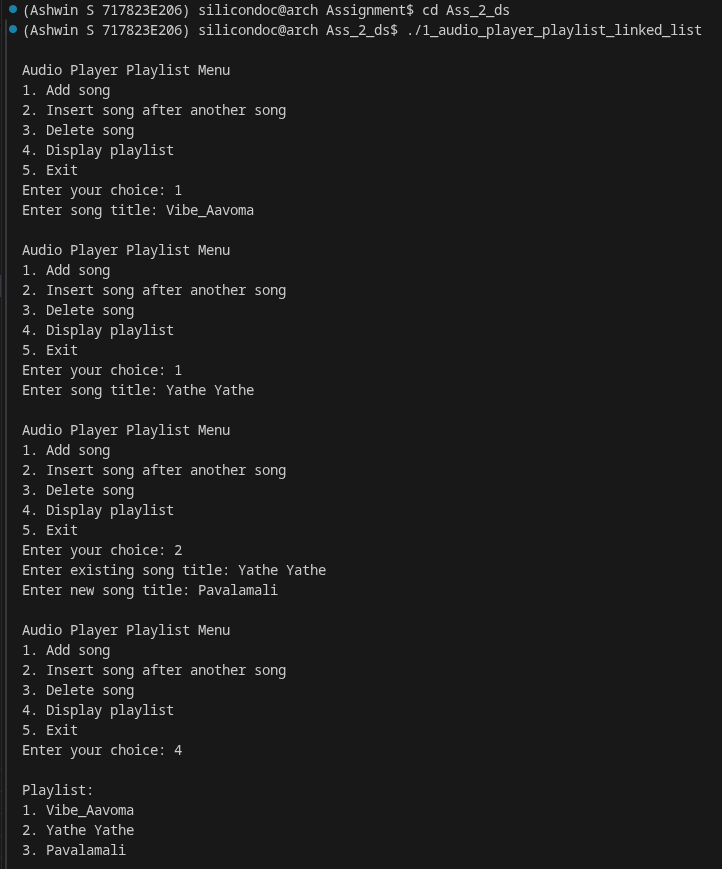 (Ashwin S 717823E206) silicondoc@arch Assignment$ cd Ass_2_ds
(Ashwin S 717823E206) silicondoc@arch Ass_2_ds$ ./1_audio_player_playlist_linked_list

Audio Player Playlist Menu
1. Add song
2. Insert song after another song
3. Delete song
4. Display playlist
5. Exit
Enter your choice: 1
Enter song title: Vibe_Aavoma

Audio Player Playlist Menu
1. Add song
2. Insert song after another song
3. Delete song
4. Display playlist
5. Exit
Enter your choice: 1
Enter song title: Yathe Yathe

Audio Player Playlist Menu
1. Add song
2. Insert song after another song
3. Delete song
4. Display playlist
5. Exit
Enter your choice: 2
Enter existing song title: Yathe Yathe
Enter new song title: Pavalamali

Audio Player Playlist Menu
1. Add song
2. Insert song after another song
3. Delete song
4. Display playlist
5. Exit
Enter your choice: 4

Playlist:
1. Vibe_Aavoma
2. Yathe Yathe
3. Pavalamali